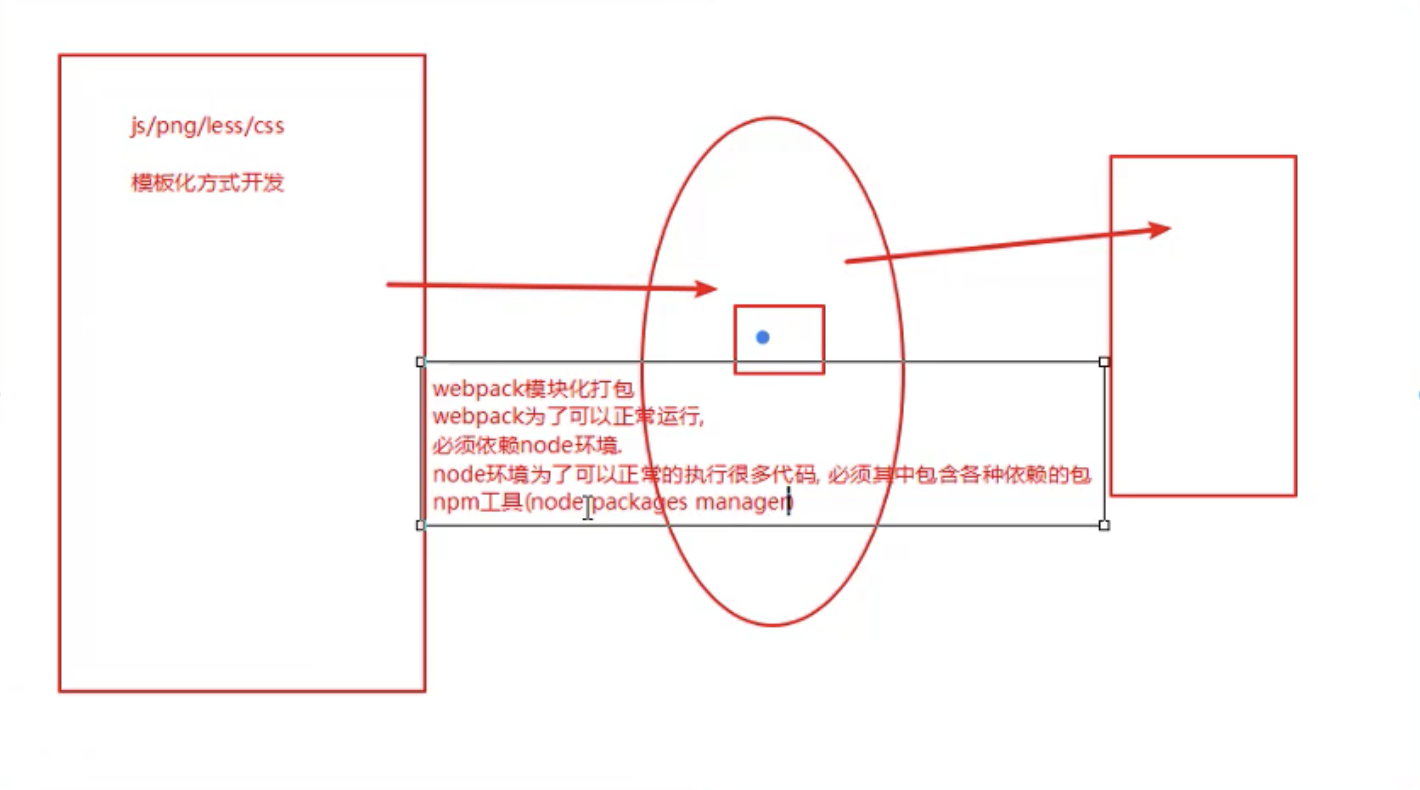 js/png/less/css
模板化方式开发
webpack模块化打包
webpack为了可以正常运行,
必须依赖node环境.
node环境为了可以正常的执行很多代码, 必须其中包含各种依赖的包
npm工具(node packages manager)